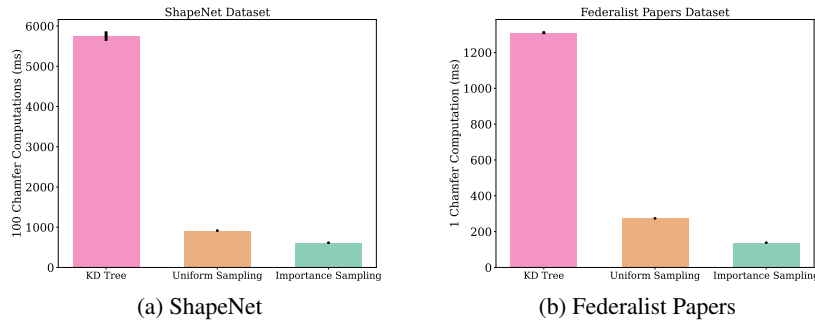 ShapeNet Dataset
100 Chamfer Computations (ms)
6000
5000
4000
3000
2000
1000
0
KD Tree
Uniform Sampling
Importance Sampling
(a) ShapeNet
Federalist Papers Dataset
1 Chamfer Computation (ms)
1200
1000
800
600
400
200
0
KD Tree
Uniform Sampling
Importance Sampling
(b) Federalist Papers